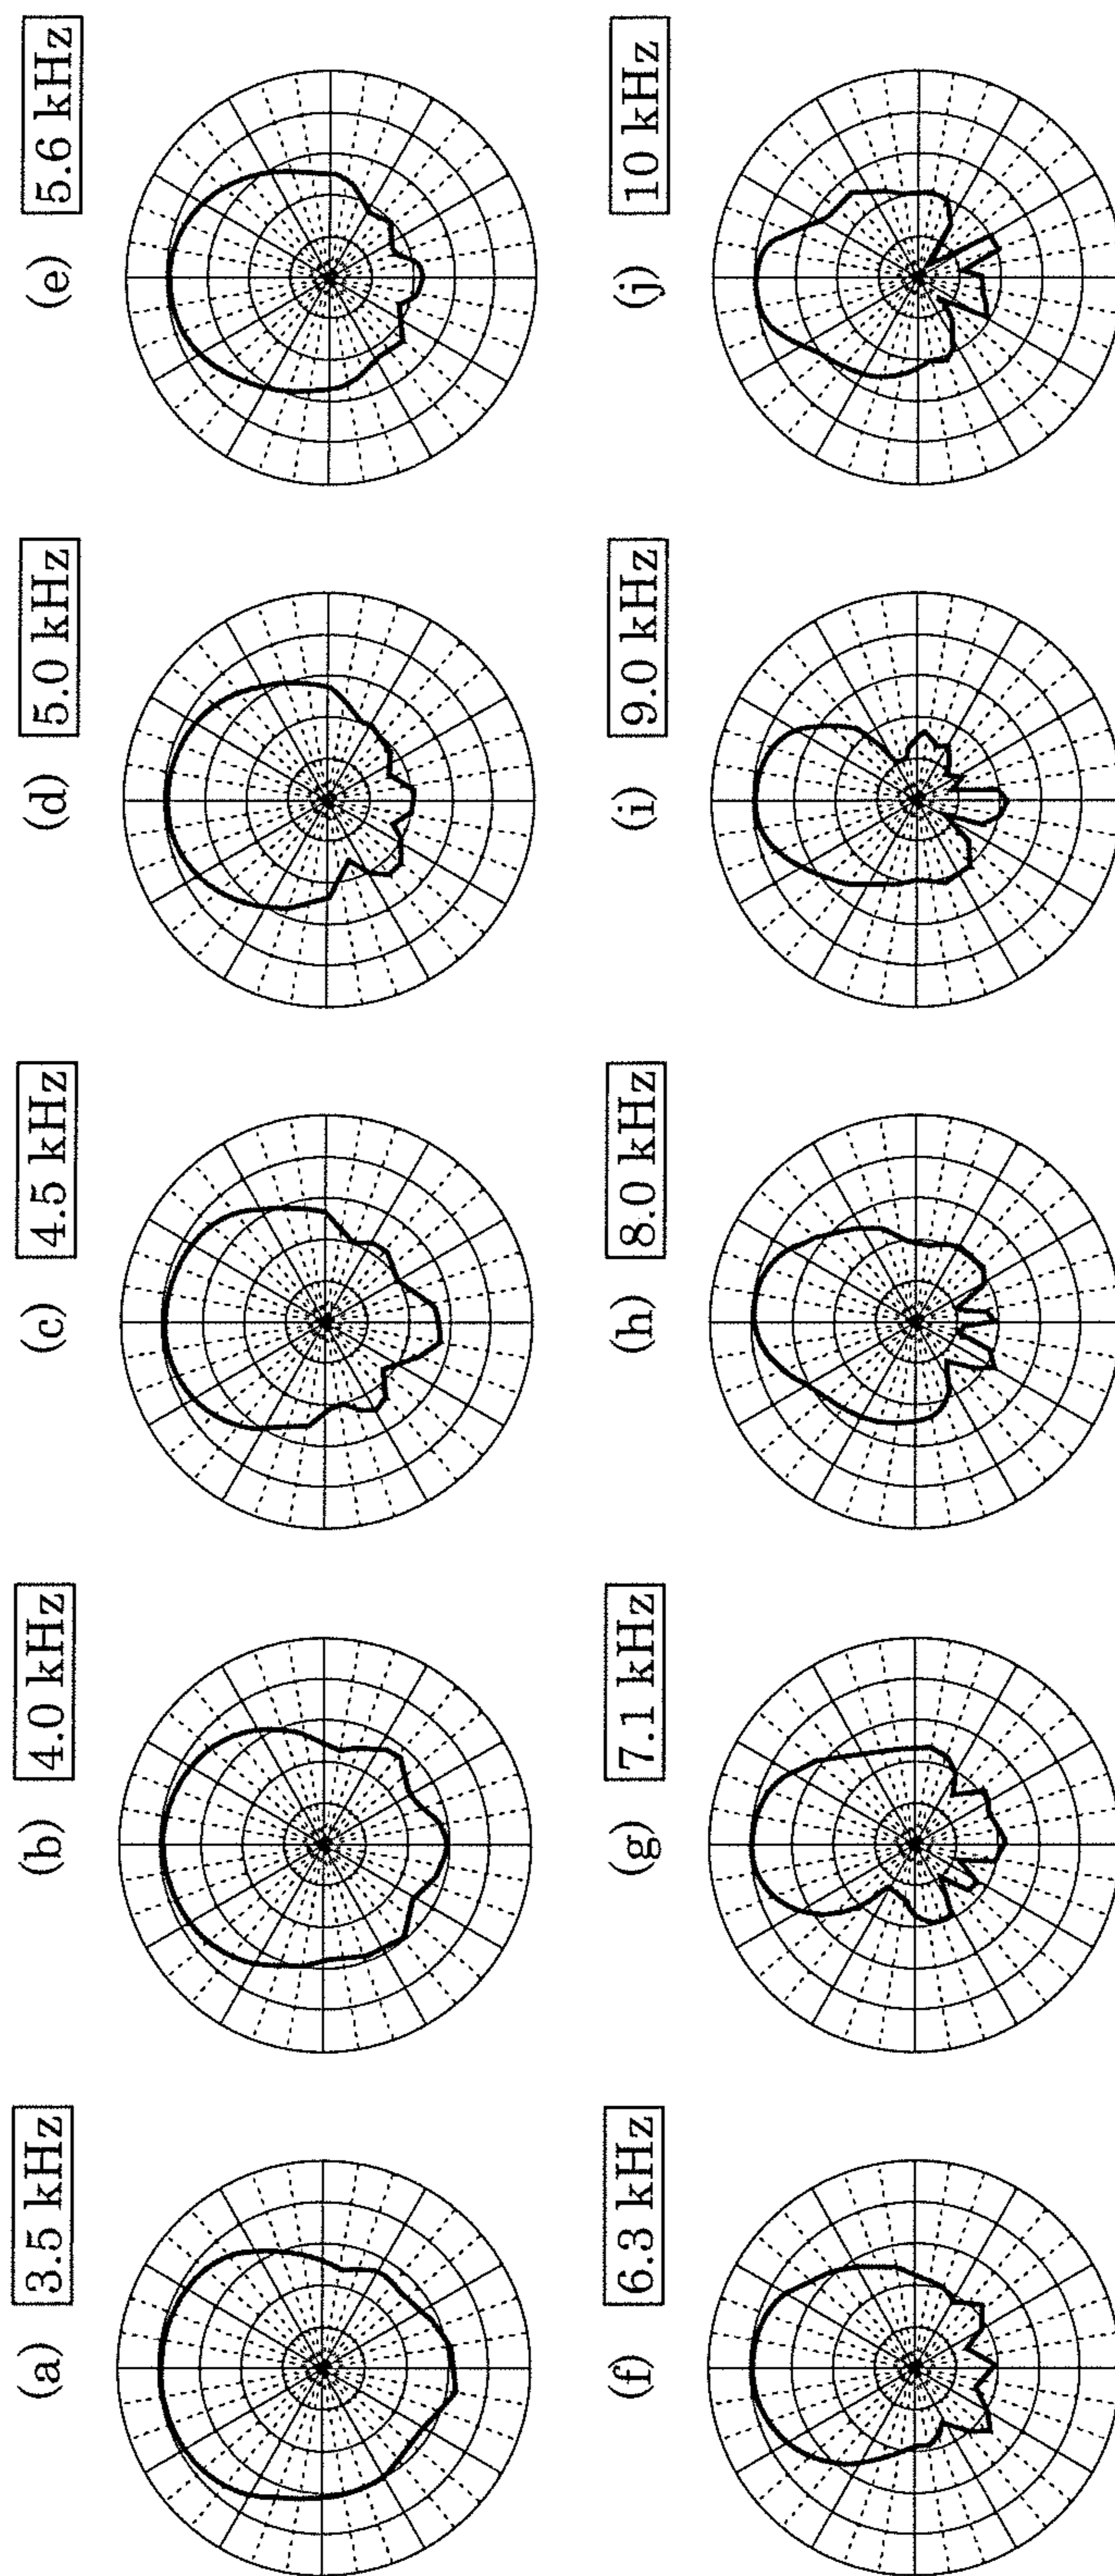 (a) 3.5 kHz
(b) 4.0 kHz
(c) 4.5 kHz
(d) 5.0 kHz
(e) 5.6 kHz
(f) 6.3 kHz
(g) 7.1 kHz
(h) 8.0 kHz
(i) 9.0 kHz
(j) 10 kHz